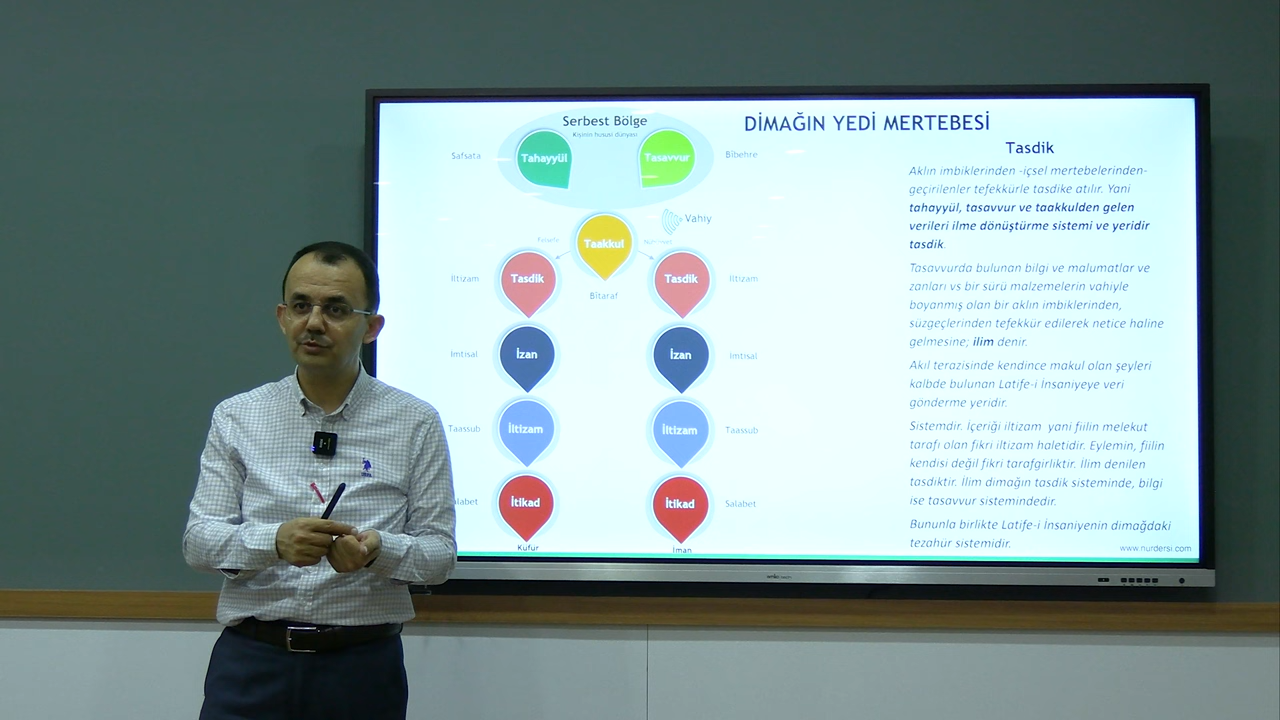 Serbest Bölge
Kişinin hususi dünyası
DİMAĞIN YEDİ MERTEBESİ
Safsata
Tahayyül
Tasavvur
Bîbehre
Vahiy
Taakkul
Bîtaraf
İltizam
Tasdik
Tasdik
İltizam
İmtisal
İzan
İzan
İmtisal
Taassub
İltizam
İltizam
Taassub
alabet
İtikad
İtikad
Salabet
Küfür
İman
Tasdik
Aklın imbiklerinden -içsel mertebelerinden-
geçirilenler tefekkürle tasdike atılır. Yani
tahayyül, tasavvur ve taakkulden gelen
verileri ilme dönüştürme sistemi ve yeridir
tasdik.
Tasavvurda bulunan bilgi ve malumatlar ve
zanları vs bir sürü malzemelerin vahiyle
boyanmış olan bir aklın imbiklerinden,
süzgeçlerinden tefekkür edilerek netice haline
gelmesine; ilim denir.
Akıl terazisinde kendince makul olan şeyleri
kalbde bulunan Latife-i İnsaniyeye veri
gönderme yeridir.
Sistemdir. İçeriği iltizam yani fiilin melekut
tarafı olan fikri iltizam haletidir. Eylemin, fiilin
kendisi değil fikri tarafgirliktir. İlim denilen
tasdiktir. İlim dimağın tasdik sisteminde, bilgi
ise tasavvur sistemindedir.
Bununla birlikte Latife-i İnsaniyenin dimağdaki
tezahür sistemidir.
www.nurdersi.com